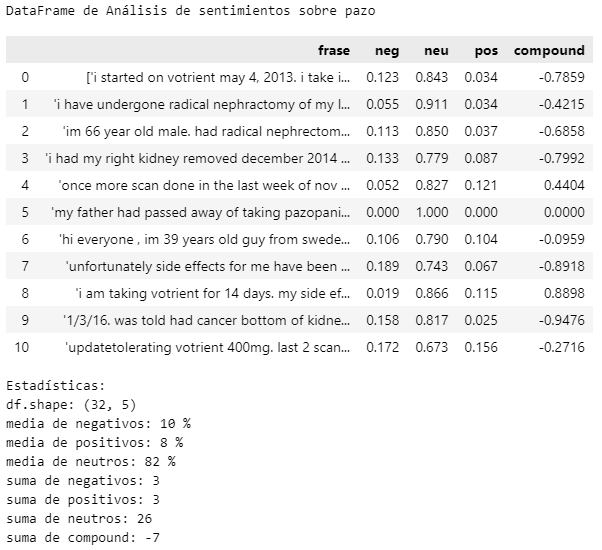 DataFrame de Análisis de sentimientos sobre pazo
frase neg neu pos compound
0 ['i started on votrient may 4, 2013. i take i... 0.123 0.843 0.034 -0.7859
1 'i have undergone radical nephractomy of my l... 0.055 0.911 0.034 -0.4215
2 'im 66 year old male. had radical nephrectom... 0.113 0.850 0.037 -0.6858
3 'i had my right kidney removed december 2014 ... 0.133 0.779 0.087 -0.7992
4 'once more scan done in the last week of nov ... 0.052 0.827 0.121 0.4404
5 'my father had passed away of taking pazopani... 0.000 1.000 0.000 0.0000
6 'hi everyone , im 39 years old guy from swede... 0.106 0.790 0.104 -0.0959
7 'unfortunately side effects for me have been ... 0.189 0.743 0.067 -0.8918
8 'i am taking votrient for 14 days. my side ef... 0.019 0.866 0.115 0.8898
9 '1/3/16. was told had cancer bottom of kidne... 0.158 0.817 0.025 -0.9476
10 'updatetolerating votrient 400mg. last 2 scan... 0.172 0.673 0.156 -0.2716
Estadísticas:
df.shape: (32, 5)
media de negativos: 10 %
media de positivos: 8 %
media de neutros: 82 %
suma de negativos: 3
suma de positivos: 3
suma de neutros: 26
suma de compound: -7